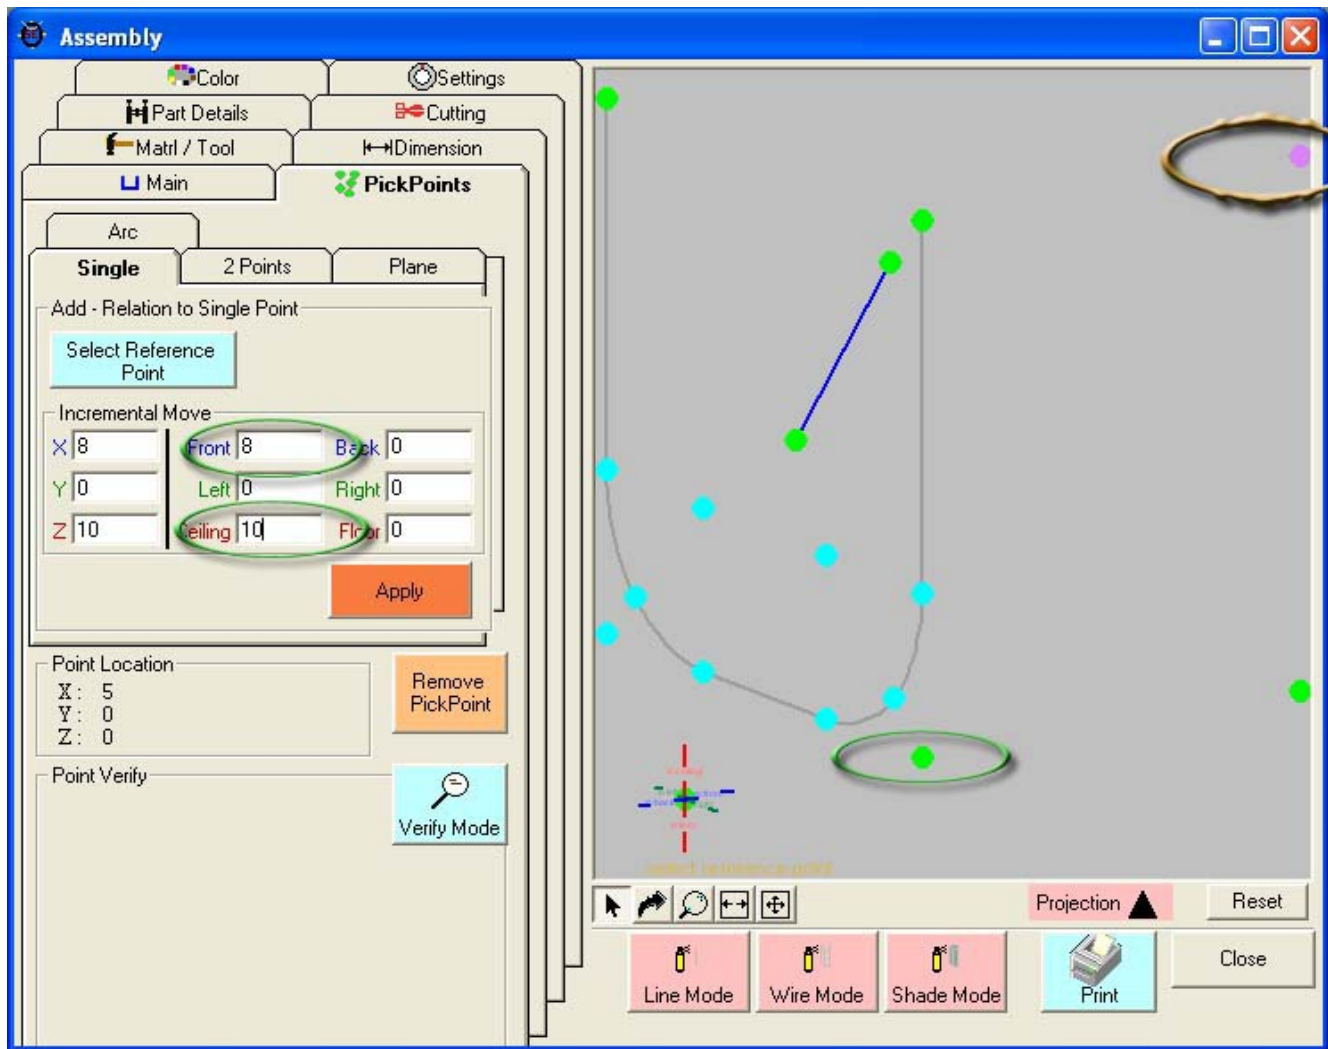 Assembly
Color
Settings
Part Details
Cutting
Matrl / Tool
Dimension
Main
PickPoints
Arc
Single
2 Points
Plane
Add - Relation to Single Point
Select Reference
Point
Incremental Move
X 8
Front 8
Back 0
Y 0
Left 0
Right 0
Z 10
Ceiling 10
Floor 0
Apply
Point Location
X: 5
Y: 0
Z: 0
Remove
PickPoint
Point Verify
Verify Mode
select reference point
Projection
Reset
Line Mode
Wire Mode
Shade Mode
Print
Close